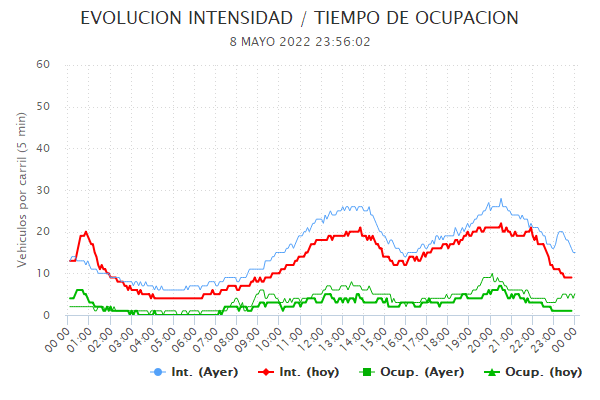 EVOLUCION INTENSIDAD / TIEMPO DE OCUPACION
8 MAYO 2022 23:56:02
Vehiculos por carril (5 min)
60
50
40
30
20
10
0
00:00 01:00 02:00 03:00 04:00 05:00 06:00 07:00 08:00 09:00 10:00 11:00 12:00 13:00 14:00 15:00 16:00 17:00 18:00 19:00 20:00 21:00 22:00 23:00 00:00
Int. (Ayer) Int. (hoy) Ocup. (Ayer) Ocup. (hoy)